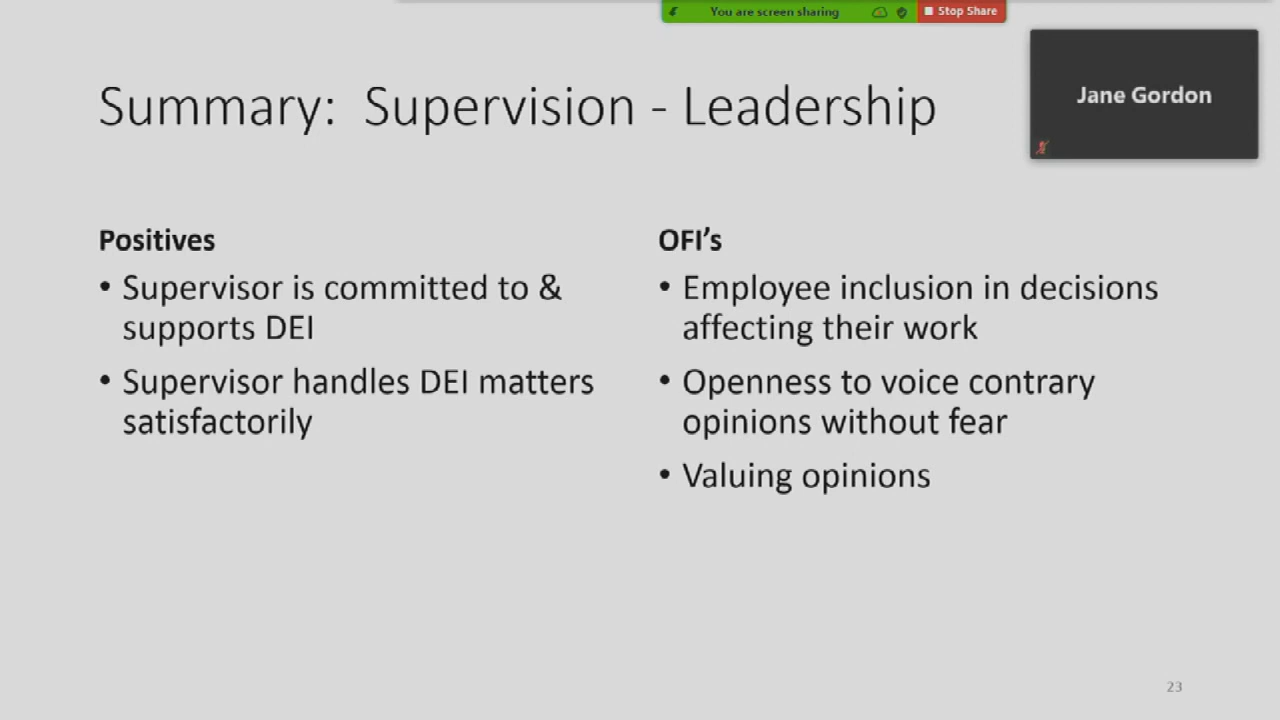 You are screen sharing
Stop Share
Jane Gordon
Summary: Supervision - Leadership
Positives
• Supervisor is committed to &
supports DEI
• Supervisor handles DEI matters
satisfactorily
OFI’s
• Employee inclusion in decisions
affecting their work
• Openness to voice contrary
opinions without fear
• Valuing opinions
23